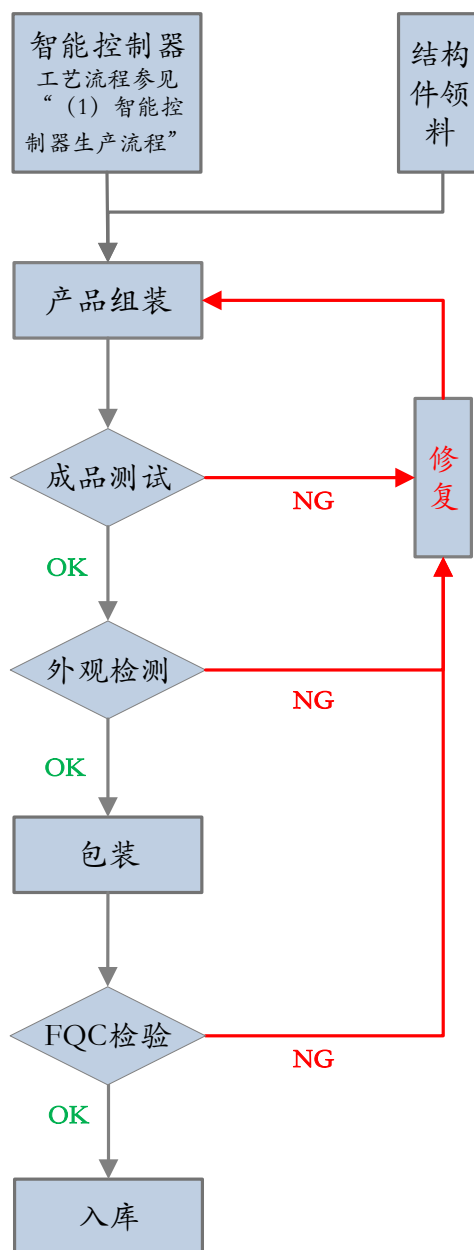 智能控制器
工艺流程参见
“（1）智能控
制器生产流程”
结构
件领
料
产品组装
成品测试
NG
修
复
OK
外观检测
NG
OK
包装
FQC检验
NG
OK
入库